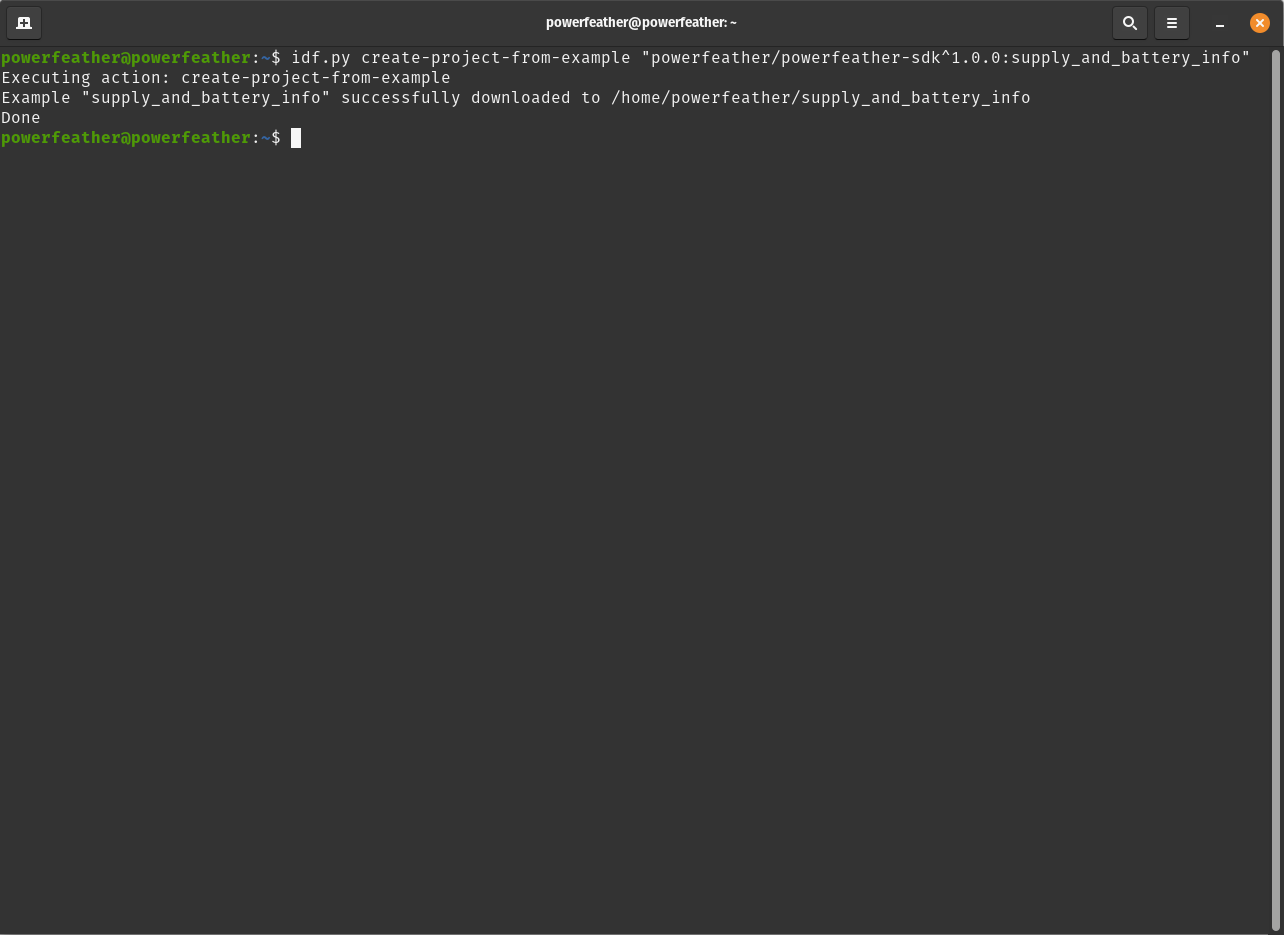 powerfeather@powerfeather: ~
powerfeather@powerfeather:~$ idf.py create-project-from-example "powerfeather/powerfeather-sdk^1.0.0:supply_and_battery_info"
Executing action: create-project-from-example
Example "supply_and_battery_info" successfully downloaded to /home/powerfeather/supply_and_battery_info
Done
powerfeather@powerfeather:~$